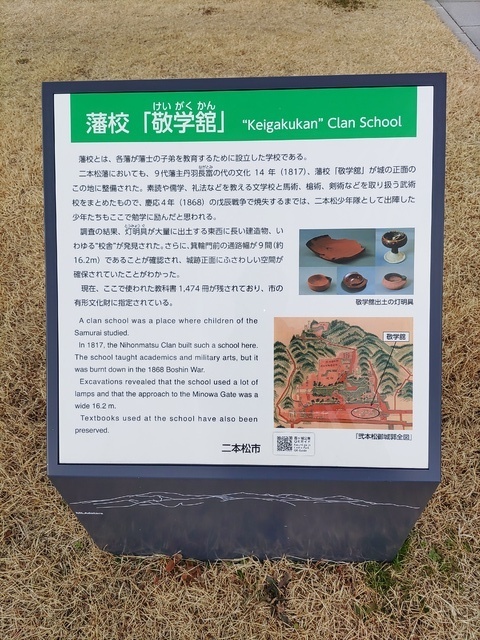 けいがくかん
藩校「敬学舘」 “Keigakukan” Clan School
藩校とは、各藩が藩士の子弟を教育するために設立した学校である。
二本松藩においても、９代藩主丹羽長富の代の文化 14 年（1817）、藩校「敬学館」が城の正面の
この地に整備された。素読や儒学、礼法などを教える文学校と馬術、槍術、剣術などを取り扱う武術
校をまとめたもので、慶応４年（1868）の戊辰戦争で焼失するまでは、二本松少年隊として出陣した
少年たちもここで勉学に励んだと思われる。
調査の結果、灯明具が大量に出土する東西に長い建造物、い
わゆる“校舎”が発見された。さらに、箕輪門前の通路幅が９間（約
16.2m）であることが確認され、城跡正面にふさわしい空間が
確保されていたことがわかった。
現在、ここで使われた教科書 1,474 冊が残されており、市の
有形文化財に指定されている。
敬学館出土の灯明具
A clan school was a place where children of the
Samurai studied.
In 1817, the Nihonmatsu Clan built such a school here.
The school taught academics and military arts, but it
was burnt down in the 1868 Boshin War.
Excavations revealed that the school used a lot of
lamps and that the approach to the Minowa Gate was a
wide 16.2 m.
Textbooks used at the school have also been
preserved.
敬学館
「弐本松御城郭全図」
二本松市